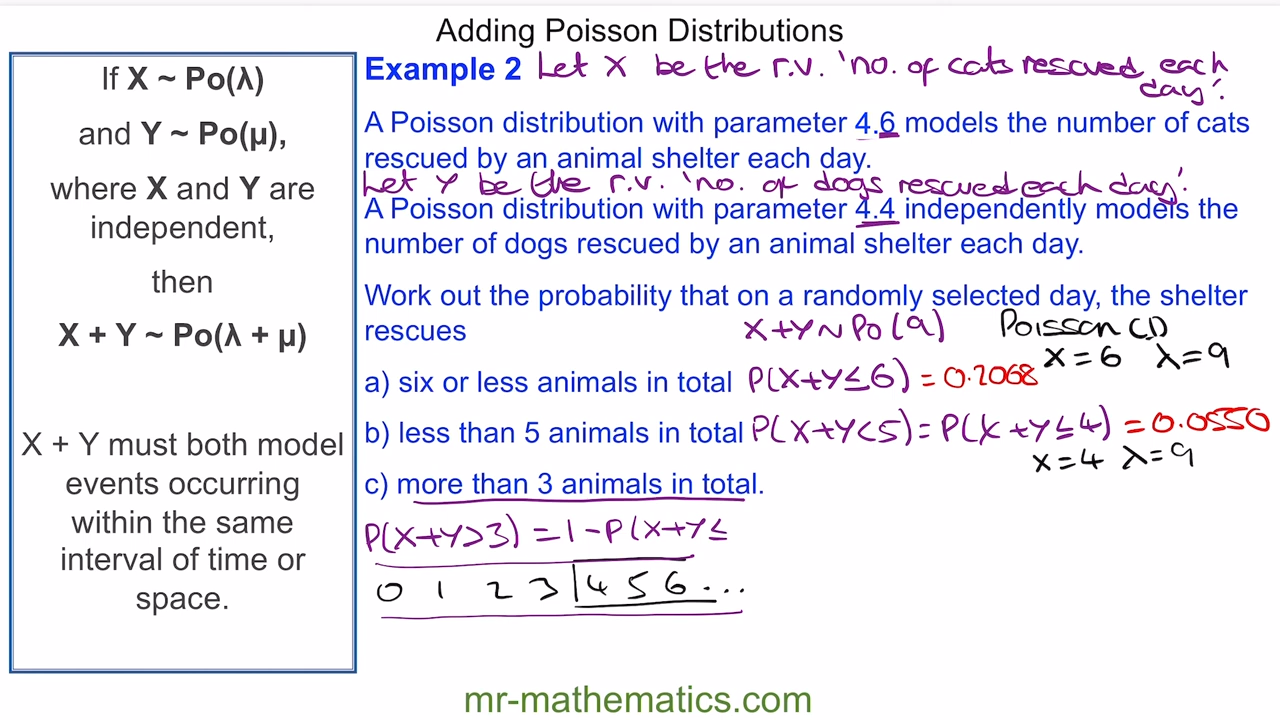 Adding Poisson Distributions
If X ~ Po(λ)
and Y ~ Po(μ),
where X and Y are
independent,
then
X + Y ~ Po(λ + μ)
X + Y must both model
events occurring
within the same
interval of time or
space.
Example 2 Let X be the r.v. 'no. of cats rescued each
day'.
A Poisson distribution with parameter 4.6 models the number of cats
rescued by an animal shelter each day.
Let Y be the r.v. 'no. of dogs rescued each day'.
A Poisson distribution with parameter 4.4 independently models the
number of dogs rescued by an animal shelter each day.
Work out the probability that on a randomly selected day, the shelter
rescues X+Y~Po(9) Poisson CD
x=6 λ=9
a) six or less animals in total P(X+Y≤6) = 0.2068
b) less than 5 animals in total P(X+Y<5) = P(X+Y≤4) = 0.0550
x=4 λ=9
c) more than 3 animals in total.
P(X+Y>3) = 1-P(X+Y≤
0 1 2 3 | 4 5 6 ...
mr-mathematics.com